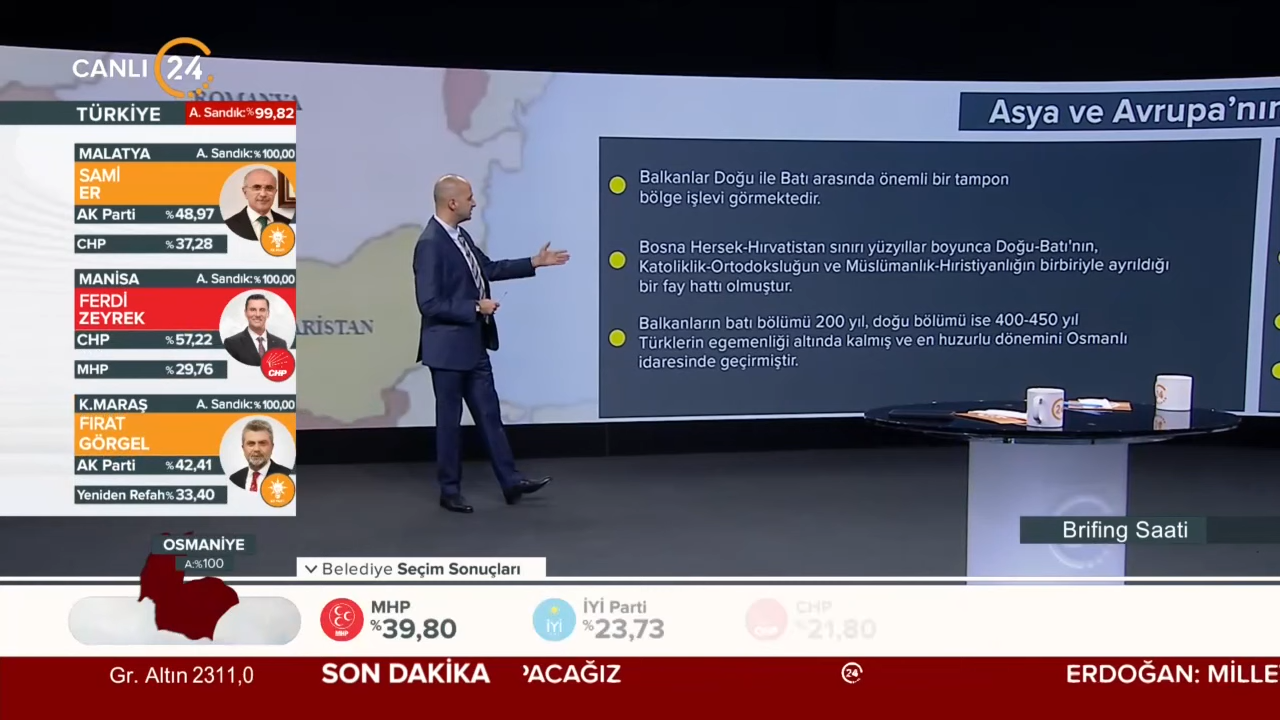 CANLI 24
ROMANYA
TÜRKİYE A. Sandık:%99,82
MALATYA A. Sandık:%100,00
SAMİ
ER
AK Parti %48,97
CHP %37,28
MANİSA A. Sandık:%100,00
FERDİ
ZEYREK
CHP %57,22
CHP
MHP %29,76
K.MARAŞ A. Sandık:%100,00
FIRAT
GÖRGEL
AK Parti %42,41
Yeniden Refah%33,40
ARİSTAN
Asya ve Avrupa’nın
Balkanlar Doğu ile Batı arasında önemli bir tampon
bölge işlevi görmektedir.
Bosna Hersek-Hırvatistan sınırı yüzyıllar boyunca Doğu-Batı'nın,
Katoliklik-Ortodoksluğun ve Müslümanlık-Hıristiyanlığın birbiriyle ayrıldığı
bir fay hattı olmuştur.
Balkanların batı bölümü 200 yıl, doğu bölümü ise 400-450 yıl
Türklerin egemenliği altında kalmış ve en huzurlu dönemini Osmanlı
idaresinde geçirmiştir.
Brifing Saati
OSMANİYE
A:%100
Belediye Seçim Sonuçları
MHP
MHP
%39,80
İYİ
İYİ Parti
%23,73
CHP
%21,80
Gr. Altın 2311,0
SON DAKİKA
PACAĞIZ
24
ERDOĞAN: MİLLE